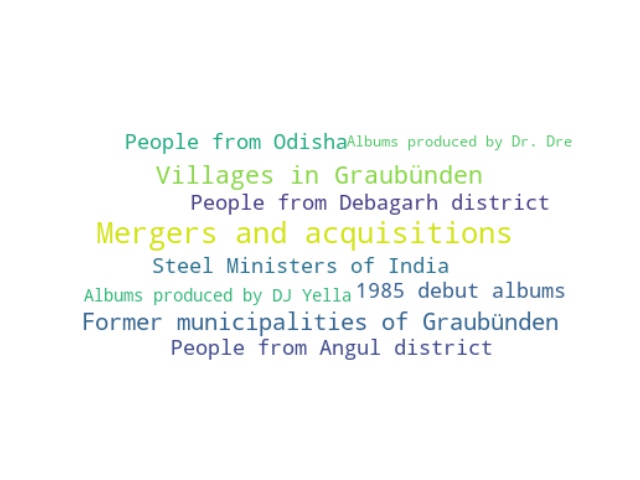 People from Odisha Albums produced by Dr. Dre
Villages in Graubünden
People from Debagarh district
Mergers and acquisitions
Steel Ministers of India
Albums produced by DJ Yella 1985 debut albums
Former municipalities of Graubünden
People from Angul district